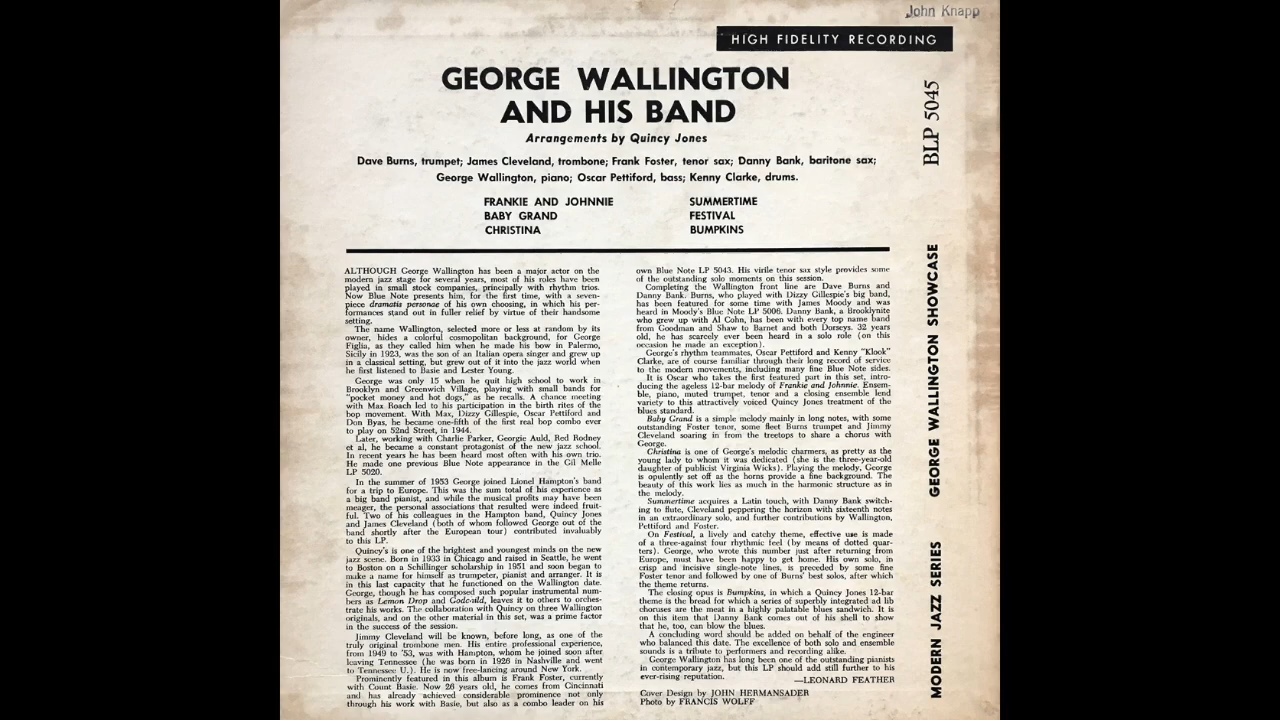 John Knapp
HIGH FIDELITY RECORDING
GEORGE WALLINGTON
AND HIS BAND
Arrangements by Quincy Jones
Dave Burns, trumpet; James Cleveland, trombone; Frank Foster, tenor sax; Danny Bank, baritone sax;
George Wallington, piano; Oscar Pettiford, bass; Kenny Clarke, drums.
FRANKIE AND JOHNNIE
BABY GRAND
CHRISTINA
SUMMERTIME
FESTIVAL
BUMPKINS
ALTHOUGH George Wallington has been a major actor on the
modern jazz stage for several years, most of his roles have been
played in small stock companies, principally with rhythm trios.
Now Blue Note presents him, for the first time, with a seven-
piece dramatis personae of his own choosing, in which his per-
formances stand out in fuller relief by virtue of their handsome
setting.
The name Wallington, selected more or less at random by its
owner, hides a colorful cosmopolitan background, for George
Figlia, as they called him when he made his bow in Palermo,
Sicily in 1923, was the son of an Italian opera singer and grew up
in a classical setting, but grew out of it into the jazz world when
he first listened to Basie and Lester Young.
George was only 15 when he quit high school to work in
Brooklyn and Greenwich Village, playing with small bands for
"pocket money and hot dogs," as he recalls. A chance meeting
with Max Roach led to his participation in the birth rites of the
bop movement. With Max, Dizzy Gillespie, Oscar Pettiford and
Don Byas, he became one-fifth of the first real bop combo ever
to play on 52nd Street, in 1944.
Later, working with Charlie Parker, Georgie Auld, Red Rodney
et al, he became a constant protagonist of the new jazz school.
In recent years he has been heard most often with his own trio.
He made one previous Blue Note appearance in the Gil Melle
LP 5020.
In the summer of 1953 George joined Lionel Hampton's band
for a trip to Europe. This was the sum total of his experience as
a big band pianist, and while the musical profits may have been
meager, the personal associations that resulted were indeed fruit-
ful. Two of his colleagues in the Hampton band, Quincy Jones
and James Cleveland (both of whom followed George out of the
band shortly after the European tour) contributed invaluably
to this LP.
Quincy's is one of the brightest and youngest minds on the new
jazz scene. Born in 1933 in Chicago and raised in Seattle, he went
to Boston on a Schillinger scholarship in 1951 and soon began to
make a name for himself as trumpeter, pianist and arranger. It is
in this last capacity that he functioned on the Wallington date.
George, though he has composed such popular instrumental num-
bers as Lemon Drop and Godchild, leaves it to others to orches-
trate his works. The collaboration with Quincy on three Wallington
originals, and on the other material in this set, was a prime factor
in the success of the session.
Jimmy Cleveland will be known, before long, as one of the
truly original trombone men. His entire professional experience,
from 1949 to '53, was with Hampton, whom he joined soon after
leaving Tennessee (he was born in 1926 in Nashville and went
to Tennessee U.). He is now free-lancing around New York.
Prominently featured in this album is Frank Foster, currently
with Count Basie. Now 26 years old, he comes from Cincinnati
and has already achieved considerable prominence not only
through his work with Basie, but also as a combo leader on his
own Blue Note LP 5043. His virile tenor sax style provides some
of the outstanding solo moments on this session.
Completing the Wallington front line are Dave Burns and
Danny Bank. Burns, who played with Dizzy Gillespie's big band,
has been featured for some time with James Moody and was
heard in Moody's Blue Note LP 5006. Danny Bank, a Brooklynite
who grew up with Al Cohn, has been with every top name band
from Goodman and Shaw to Barnet and both Dorseys. 32 years
old, he has scarcely ever been heard in a solo role (on this
occasion he made an exception).
George's rhythm teammates, Oscar Pettiford and Kenny "Klook"
Clarke, are of course familiar through their long record of service
to the modern movements, including many fine Blue Note sides.
It is Oscar who takes the first featured part in this set, intro-
ducing the ageless 12-bar melody of Frankie and Johnnie. Ensem-
ble, piano, muted trumpet, tenor and a closing ensemble lend
variety to this attractively voiced Quincy Jones treatment of the
blues standard.
Baby Grand is a simple melody mainly in long notes, with some
outstanding Foster tenor, some fleet Burns trumpet and Jimmy
Cleveland soaring in from the treetops to share a chorus with
George.
Christina is one of George's melodic charmers, as pretty as the
young lady to whom it was dedicated (she is the three-year-old
daughter of publicist Virginia Wicks). Playing the melody, George
is opulently set off as the horns provide a fine background. The
beauty of this work lies as much in the harmonic structure as in
the melody.
Summertime acquires a Latin touch, with Danny Bank switch-
ing to flute, Cleveland peppering the horizon with sixteenth notes
in an extraordinary solo, and further contributions by Wallington,
Pettiford and Foster.
On Festival, a lively and catchy theme, effective use is made
of a three-against four rhythmic feel (by means of dotted quar-
ters). George, who wrote this number just after returning from
Europe, must have been happy to get home. His own solo, in
crisp and incisive single-note lines, is preceded by some fine
Foster tenor and followed by one of Burns' best solos, after which
the theme returns.
The closing opus is Bumpkins, in which a Quincy Jones 12-bar
theme is the bread for which a series of superbly integrated ad lib
choruses are the meat in a highly palatable blues sandwich. It is
on this item that Danny Bank comes out of his shell to show
that he, too, can blow the blues.
A concluding word should be added on behalf of the engineer
who balanced this date. The excellence of both solo and ensemble
sounds is a tribute to performers and recording alike.
George Wallington has long been one of the outstanding pianists
in contemporary jazz, but this LP should add still further to his
ever-rising reputation.
—LEONARD FEATHER
Cover Design by JOHN HERMANSADER
Photo by FRANCIS WOLFF
BLP 5045
GEORGE WALLINGTON SHOWCASE
MODERN JAZZ SERIES